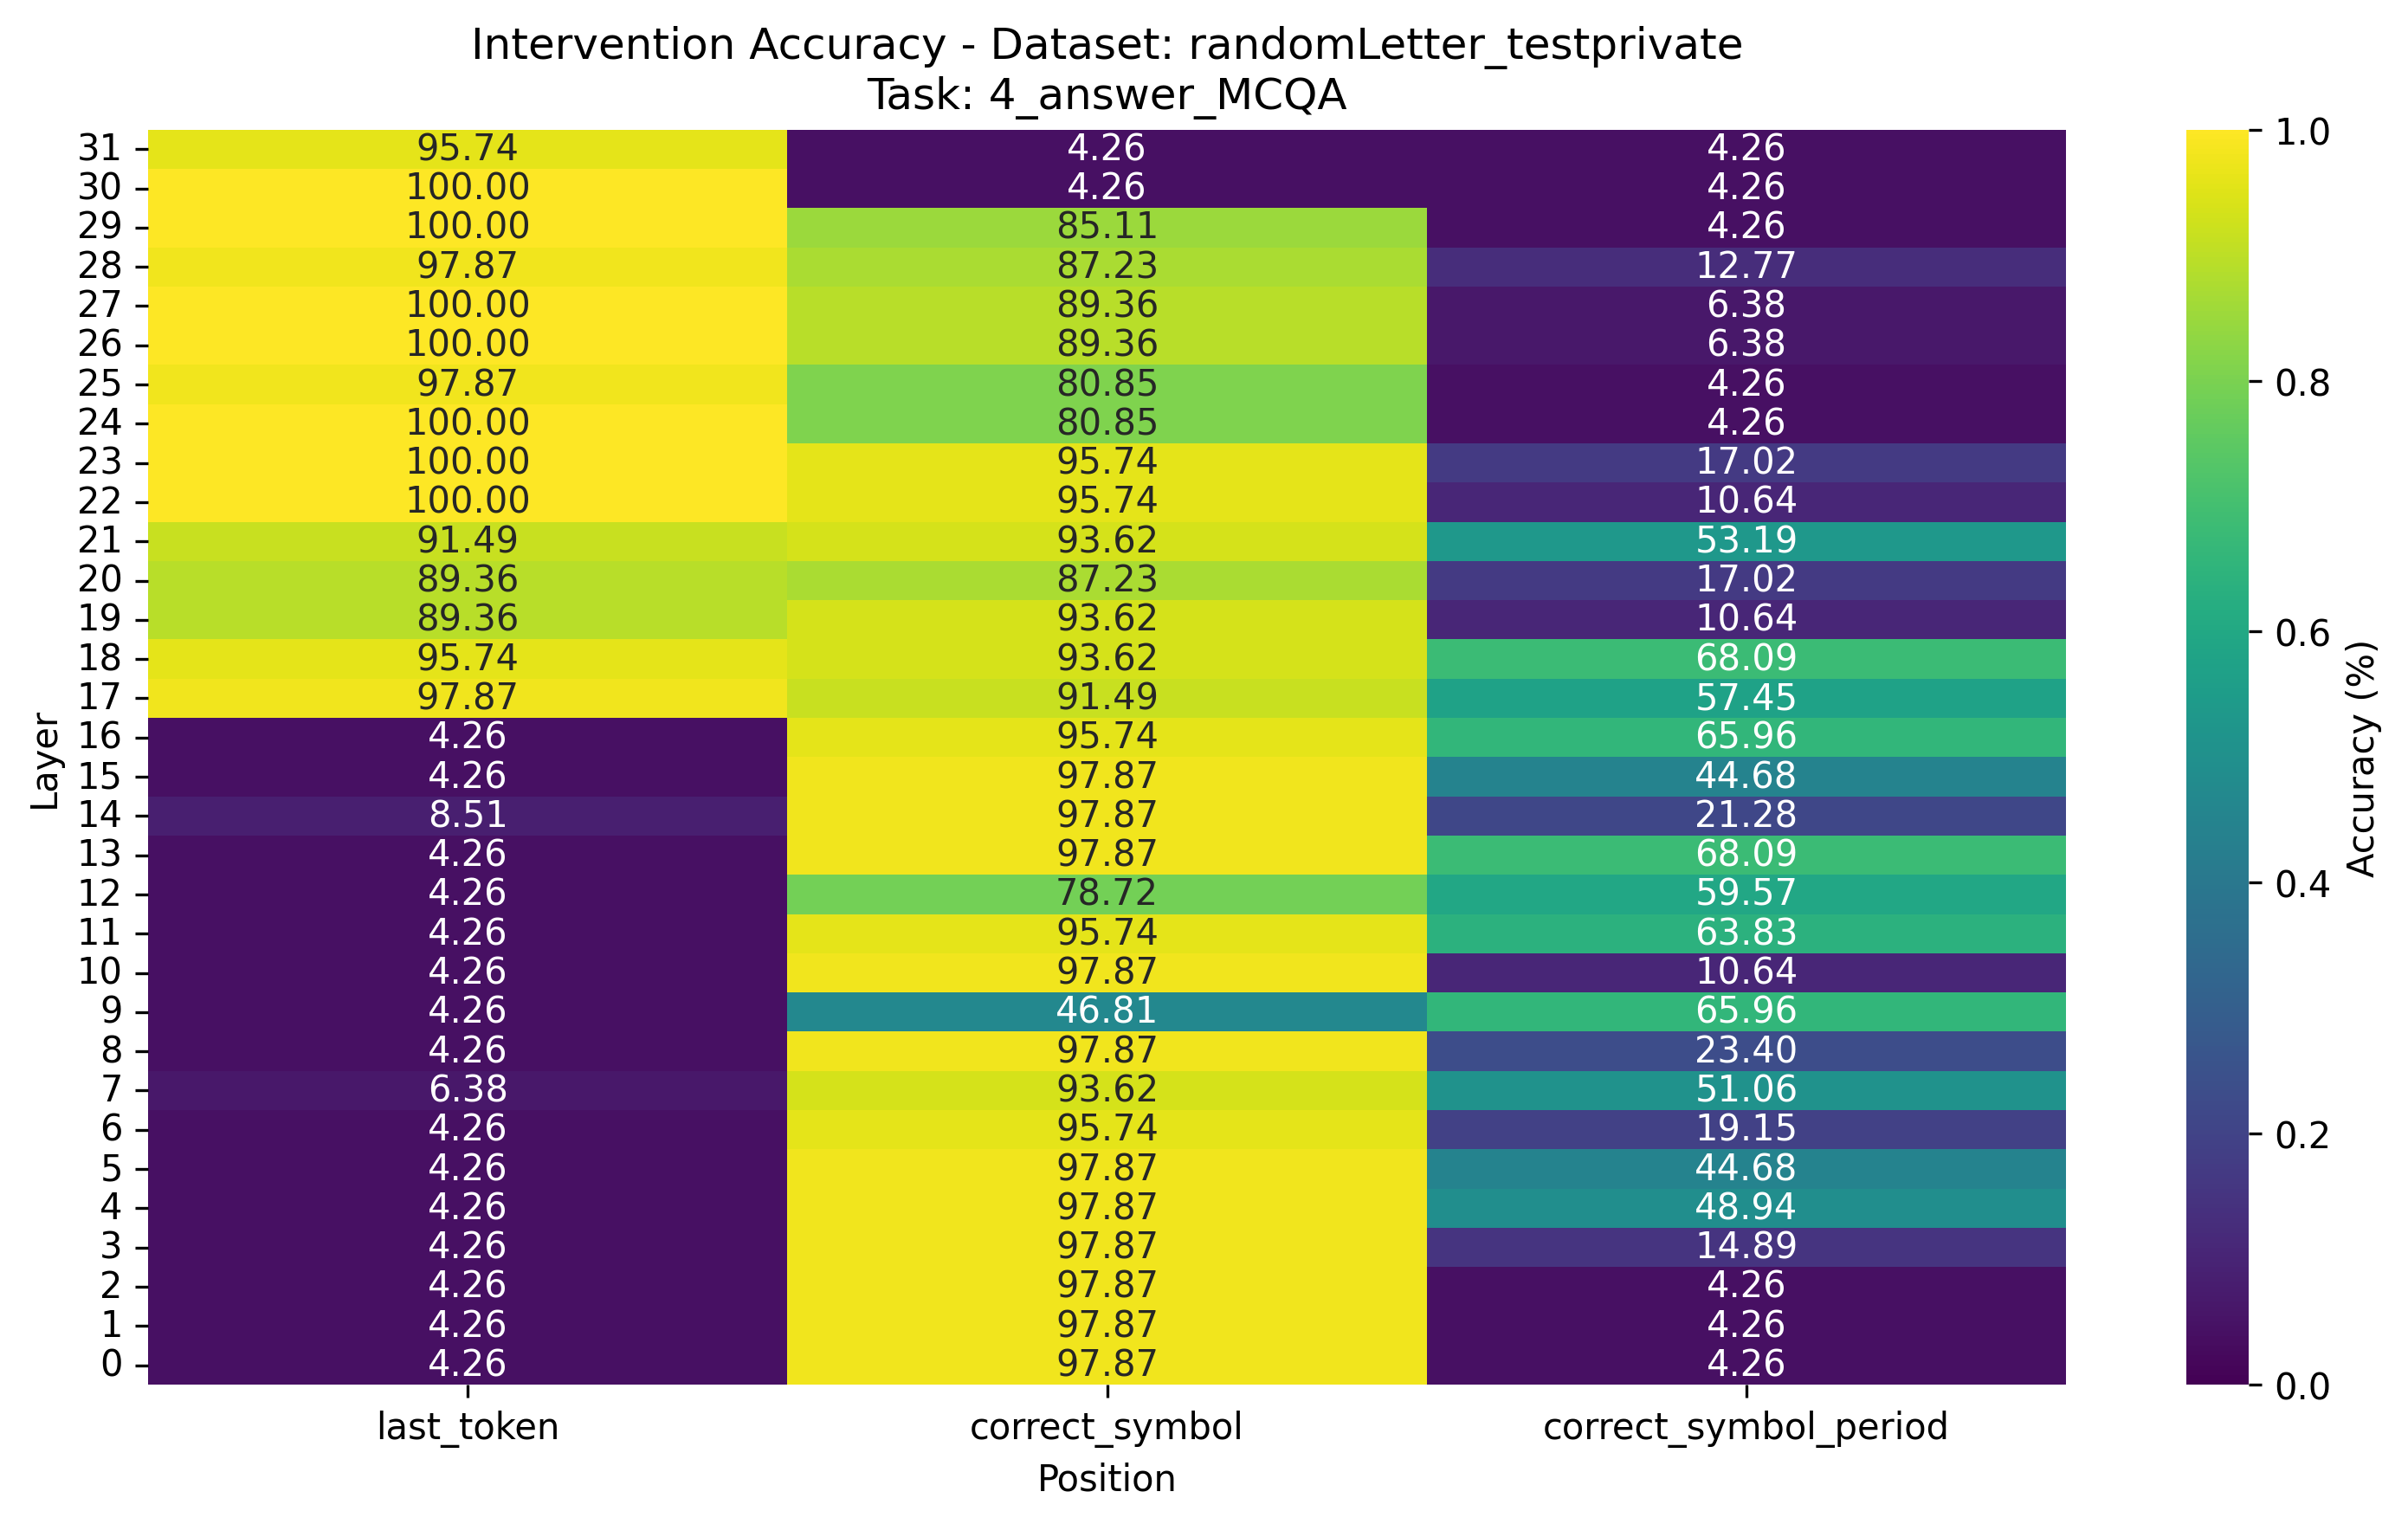 Intervention Accuracy - Dataset: randomLetter_testprivate
Task: 4_answer_MCQA
31 95.74 4.26 4.26
30 100.00 4.26 4.26
29 100.00 85.11 4.26
28 97.87 87.23 12.77
27 100.00 89.36 6.38
26 100.00 89.36 6.38
25 97.87 80.85 4.26
24 100.00 80.85 4.26
23 100.00 95.74 17.02
22 100.00 95.74 10.64
21 91.49 93.62 53.19
20 89.36 87.23 17.02
19 89.36 93.62 10.64
18 95.74 93.62 68.09
17 97.87 91.49 57.45
16 4.26 95.74 65.96
15 4.26 97.87 44.68
14 8.51 97.87 21.28
13 4.26 97.87 68.09
12 4.26 78.72 59.57
11 4.26 95.74 63.83
10 4.26 97.87 10.64
9 4.26 46.81 65.96
8 4.26 97.87 23.40
7 6.38 93.62 51.06
6 4.26 95.74 19.15
5 4.26 97.87 44.68
4 4.26 97.87 48.94
3 4.26 97.87 14.89
2 4.26 97.87 4.26
1 4.26 97.87 4.26
0 4.26 97.87 4.26
last_token correct_symbol correct_symbol_period
Position
Layer
1.0
0.8
0.6
0.4
0.2
0.0
Accuracy (%)